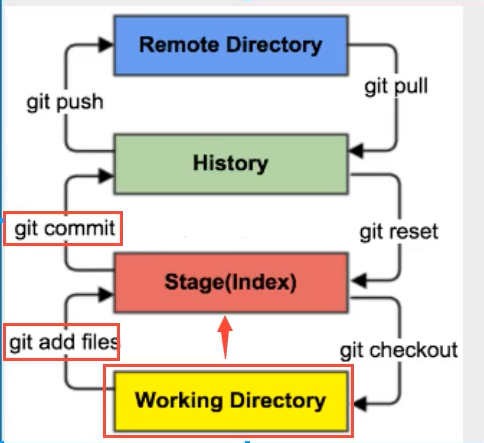 Remote Directory
git push
git pull
History
git commit
git reset
Stage(Index)
git add files
git checkout
Working Directory